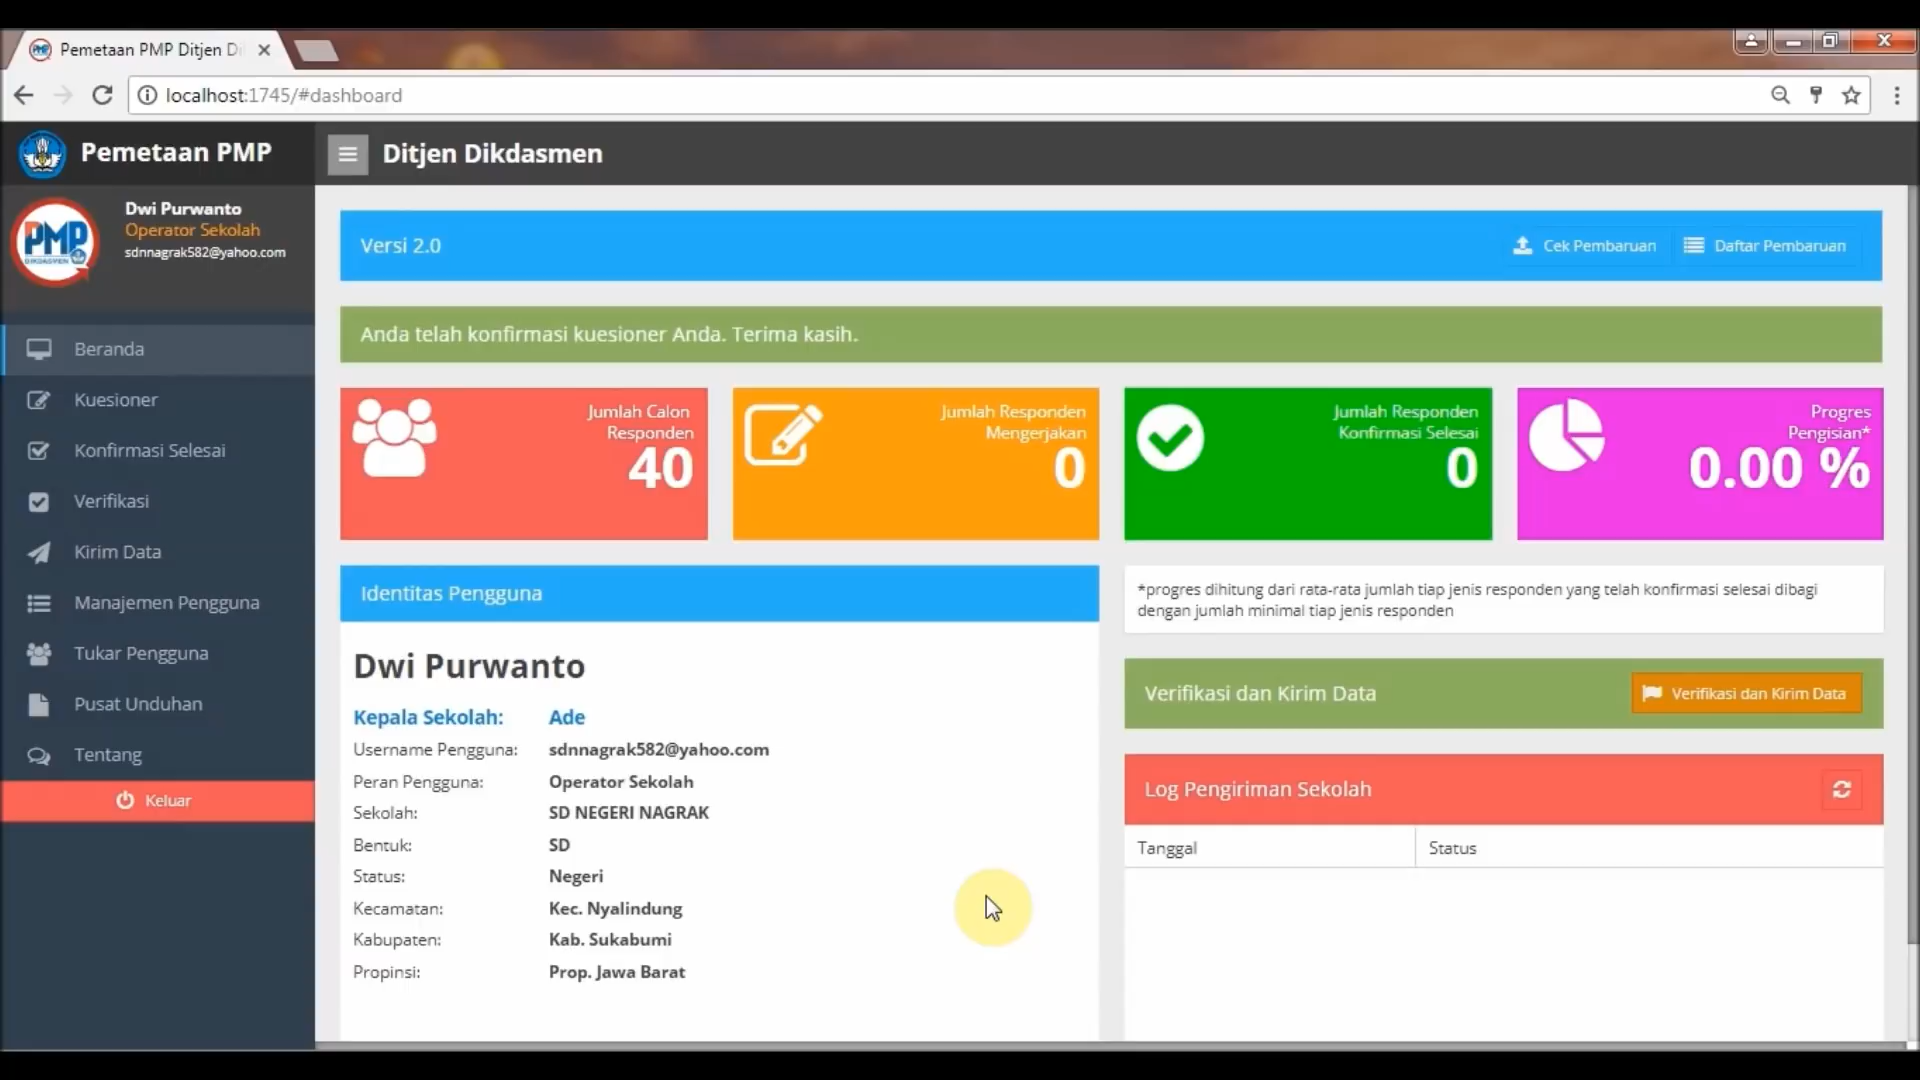 Pemetaan PMP Ditjen Di
localhost:1745/#dashboard
Pemetaan PMP
Ditjen Dikdasmen
PMP
DIKDASMEN
Dwi Purwanto
Operator Sekolah
sdnnagrak582@yahoo.com
Beranda
Kuesioner
Konfirmasi Selesai
Verifikasi
Kirim Data
Manajemen Pengguna
Tukar Pengguna
Pusat Unduhan
Tentang
Keluar
Versi 2.0
Cek Pembaruan
Daftar Pembaruan
Anda telah konfirmasi kuesioner Anda. Terima kasih.
Jumlah Calon
Responden
40
Jumlah Responden
Mengerjakan
0
Jumlah Responden
Konfirmasi Selesai
0
Progres
Pengisian*
0.00 %
Identitas Pengguna
Dwi Purwanto
Kepala Sekolah: Ade
Username Pengguna: sdnnagrak582@yahoo.com
Peran Pengguna: Operator Sekolah
Sekolah: SD NEGERI NAGRAK
Bentuk: SD
Status: Negeri
Kecamatan: Kec. Nyalindung
Kabupaten: Kab. Sukabumi
Propinsi: Prop. Jawa Barat
*progres dihitung dari rata-rata jumlah tiap jenis responden yang telah konfirmasi selesai dibagi
dengan jumlah minimal tiap jenis responden
Verifikasi dan Kirim Data
Verifikasi dan Kirim Data
Log Pengiriman Sekolah
Tanggal Status